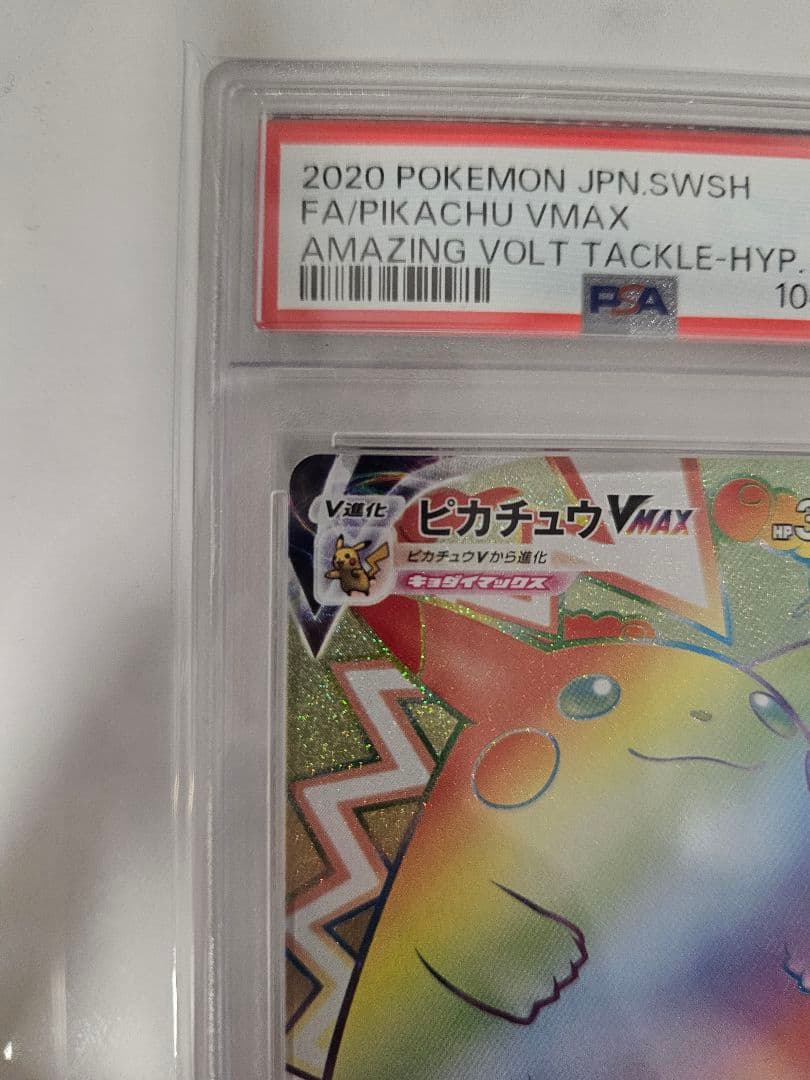 2020 POKEMON JPN.SWSH
FA/PIKACHU VMAX
AMAZING VOLT TACKLE-HYP.
PSA
10
V進化
ピカチュウVMAX
HP 3
ピカチュウVから進化
キョダイマックス